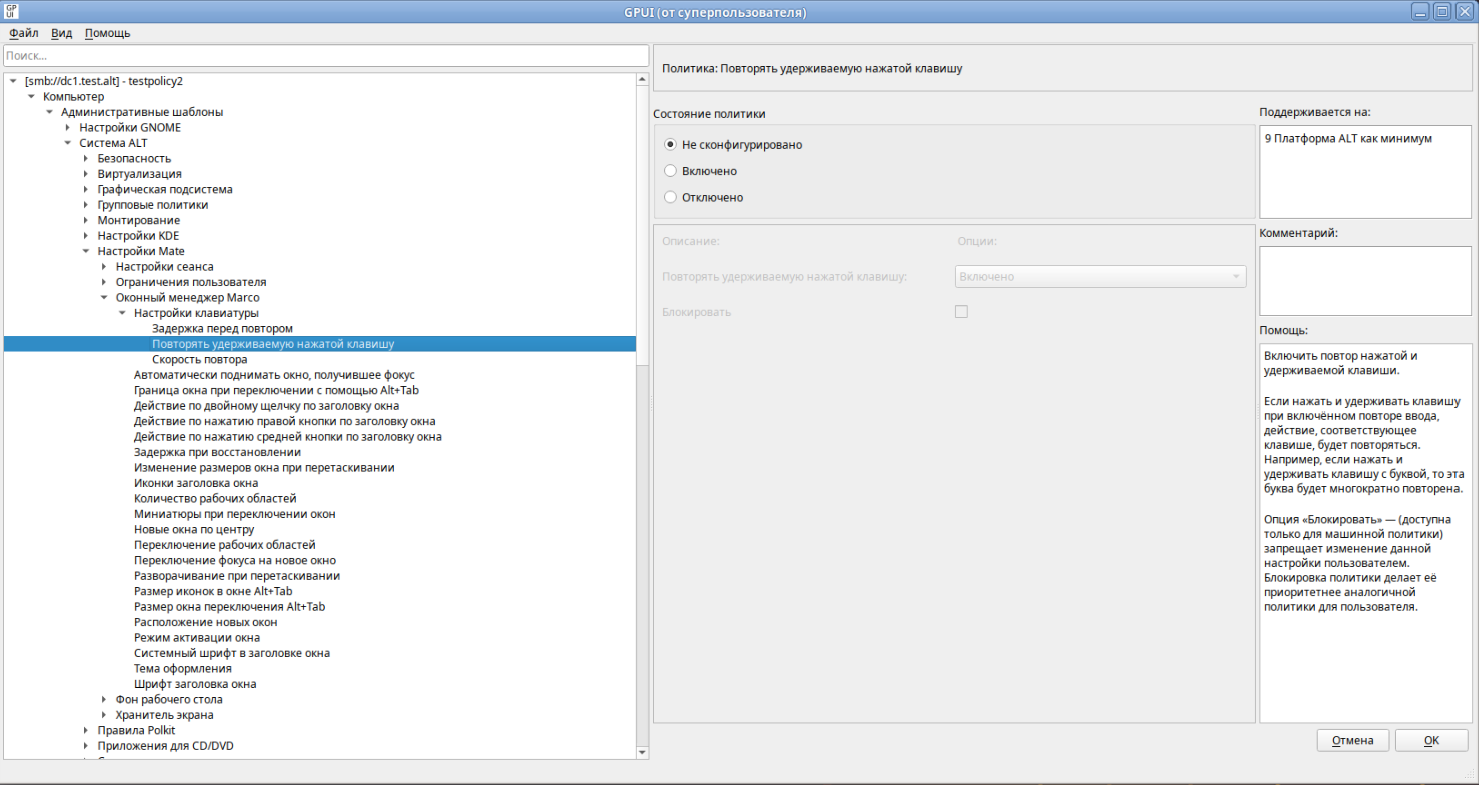 GP
UI
GPUI (от суперпользователя)
Файл Вид Помощь
Поиск...
[smb://dc1.test.alt] - testpolicy2
Компьютер
Административные шаблоны
Настройки GNOME
Система ALT
Безопасность
Виртуализация
Графическая подсистема
Групповые политики
Монтирование
Настройки KDE
Настройки Mate
Настройки сеанса
Ограничения пользователя
Оконный менеджер Marco
Настройки клавиатуры
Задержка перед повтором
Повторять удерживаемую нажатой клавишу
Скорость повтора
Автоматически поднимать окно, получившее фокус
Граница окна при переключении с помощью Alt+Tab
Действие по двойному щелчку по заголовку окна
Действие по нажатию правой кнопки по заголовку окна
Действие по нажатию средней кнопки по заголовку окна
Задержка при восстановлении
Изменение размеров окна при перетаскивании
Иконки заголовка окна
Количество рабочих областей
Миниатюры при переключении окон
Новые окна по центру
Переключение рабочих областей
Переключение фокуса на новое окно
Разворачивание при перетаскивании
Размер иконок в окне Alt+Tab
Размер окна переключения Alt+Tab
Расположение новых окон
Режим активации окна
Системный шрифт в заголовке окна
Тема оформления
Шрифт заголовка окна
Фон рабочего стола
Хранитель экрана
Правила Polkit
Приложения для CD/DVD
Политика: Повторять удерживаемую нажатой клавишу
Состояние политики
Не сконфигурировано
Включено
Отключено
Описание: Опции:
Повторять удерживаемую нажатой клавишу: Включено
Блокировать
Поддерживается на:
9 Платформа ALT как минимум
Комментарий:
Помощь:
Включить повтор нажатой и
удерживаемой клавиши.
Если нажать и удерживать клавишу
при включённом повторе ввода,
действие, соответствующее
клавише, будет повторяться.
Например, если нажать и
удерживать клавишу с буквой, то эта
буква будет многократно повторена.
Опция «Блокировать» — (доступна
только для машинной политики)
запрещает изменение данной
настройки пользователем.
Блокировка политики делает её
приоритетнее аналогичной
политики для пользователя.
Отмена OK